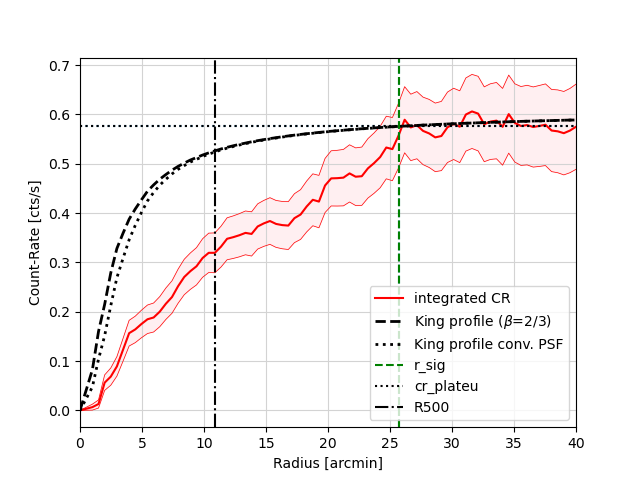 0.7
0.6
0.5
0.4
0.3
0.2
0.1
0.0
Count-Rate [cts/s]
integrated CR
King profile (β=2/3)
King profile conv. PSF
r_sig
cr_plateu
R500
0 5 10 15 20 25 30 35 40
Radius [arcmin]